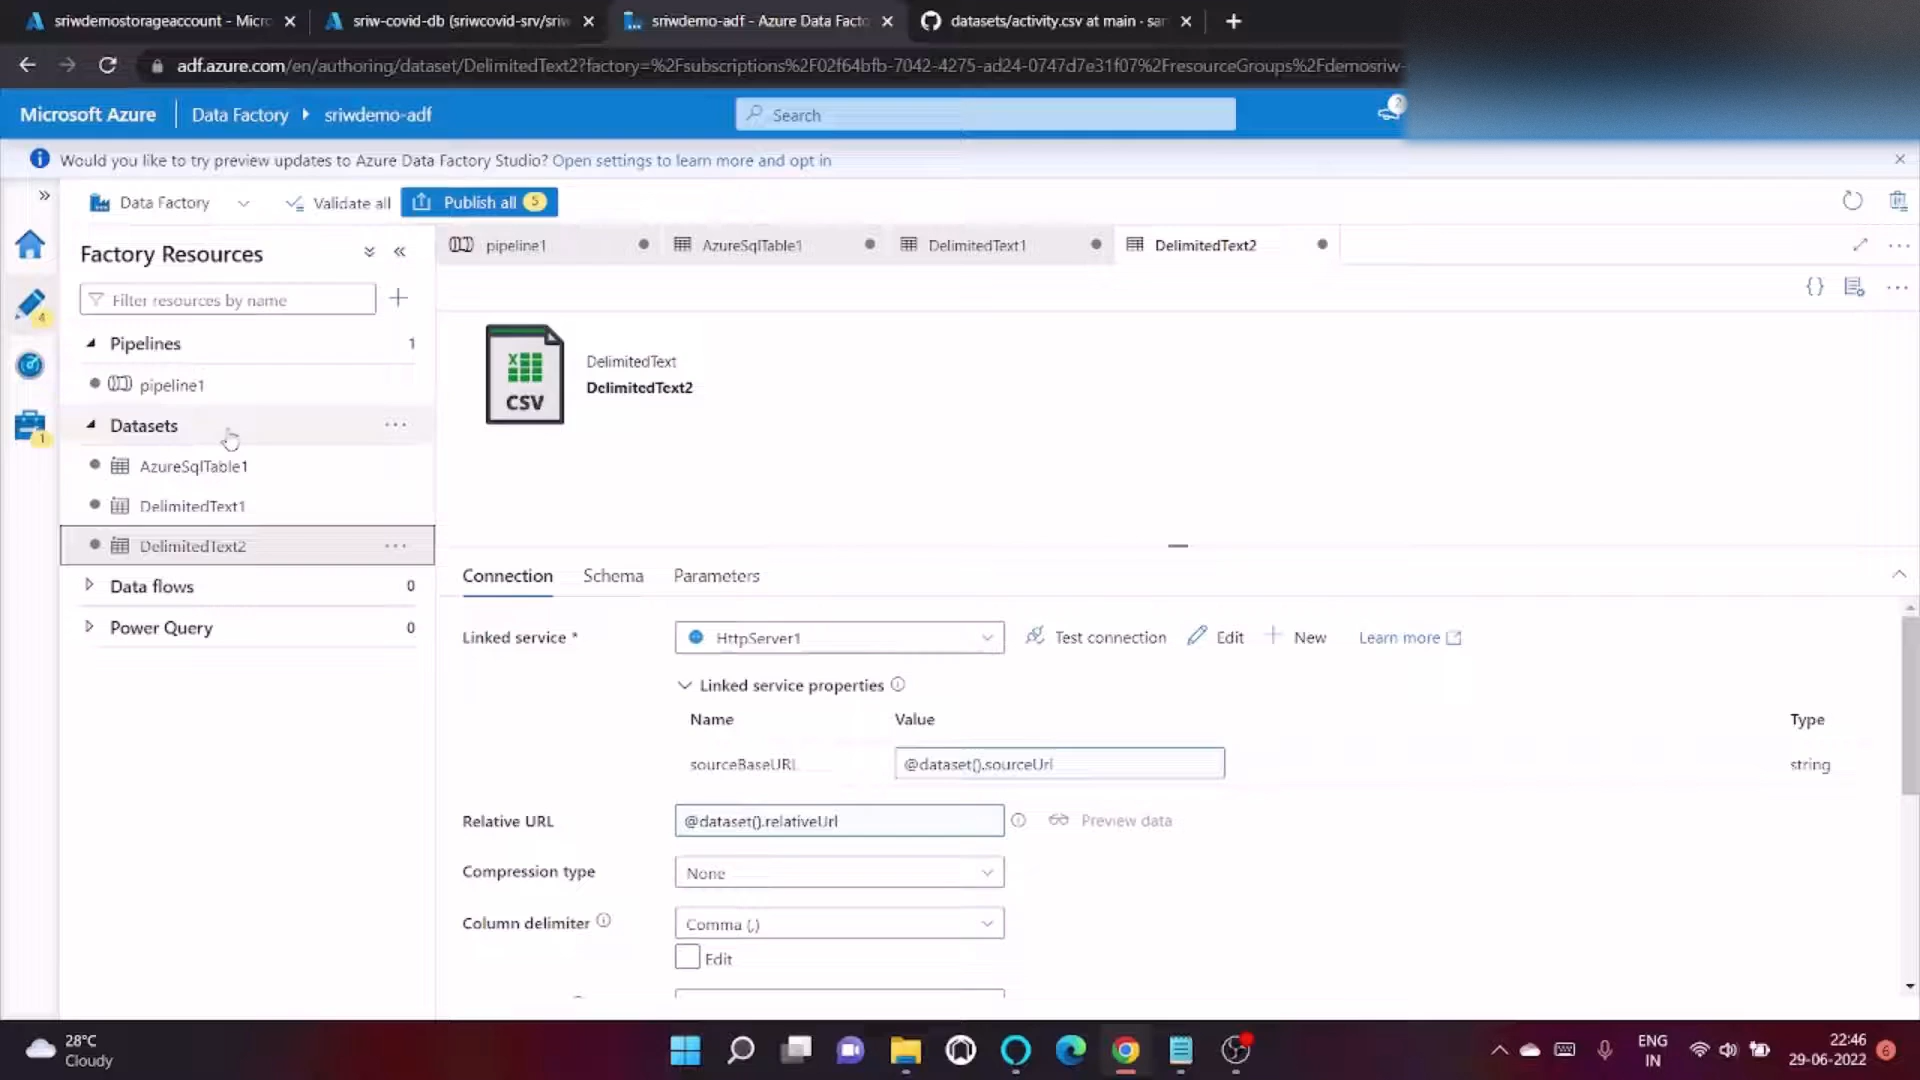 sriwdemostorageaccount - Micr
sriw-covid-db (sriwcovid-srv/sriw
sriwdemo-adf - Azure Data Facto
datasets/activity.csv at main · sar
adf.azure.com/en/authoring/dataset/DelimitedText2?factory=%2Fsubscriptions%2F02f64bfb-7042-4275-ad24-0747d7e31f07%2FresourceGroups%2Fdemosriw-
Microsoft Azure
Data Factory
sriwdemo-adf
Search
2
Would you like to try preview updates to Azure Data Factory Studio? Open settings to learn more and opt in
Data Factory
Validate all
Publish all 5
Factory Resources
pipeline1
AzureSqlTable1
DelimitedText1
DelimitedText2
Filter resources by name
4
1
Pipelines 1
pipeline1
Datasets
AzureSqlTable1
DelimitedText1
DelimitedText2
Data flows 0
Power Query 0
CSV
DelimitedText
DelimitedText2
Connection
Schema
Parameters
Linked service *
HttpServer1
Test connection
Edit
New
Learn more
Linked service properties
Name
Value
Type
sourceBaseURL
@dataset().sourceUrl
string
Relative URL
@dataset().relativeUrl
Preview data
Compression type
None
Column delimiter
Comma (,)
Edit
28°C
Cloudy
ENG
IN
22:46
29-06-2022
6